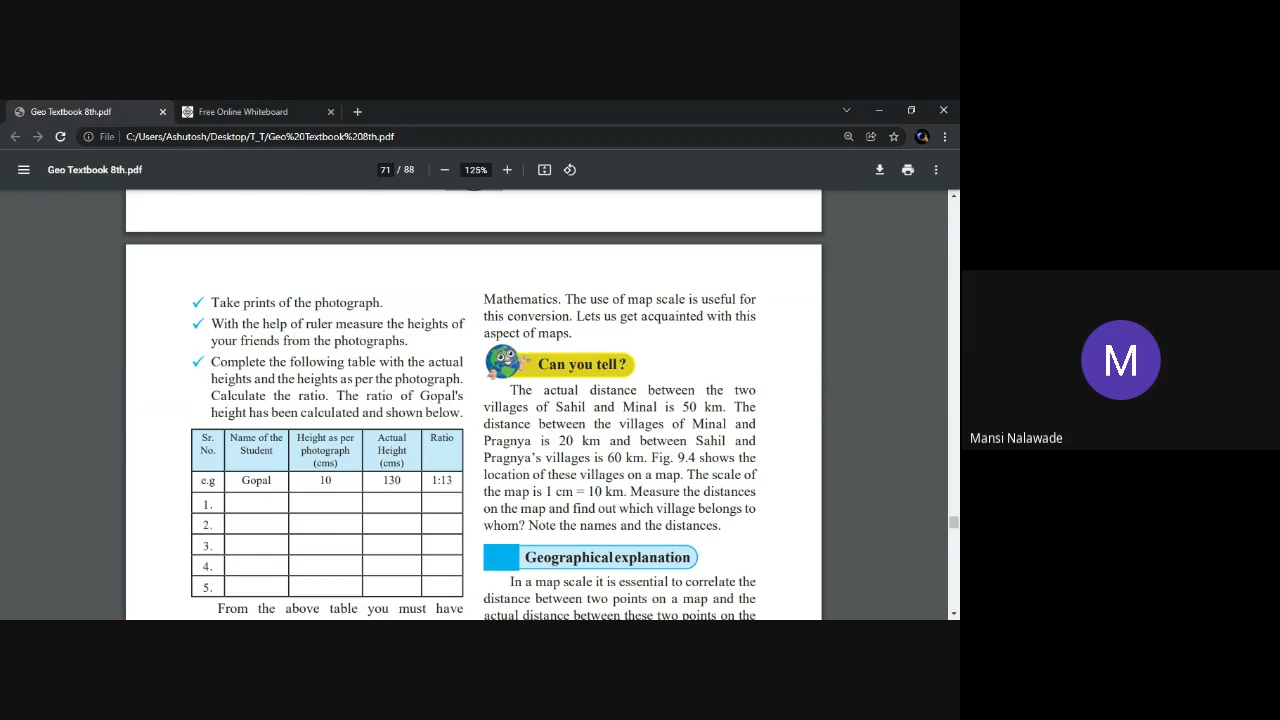 Geo Textbook 8th.pdf
Free Online Whiteboard
File
C:/Users/Ashutosh/Desktop/T_T/Geo%20Textbook%208th.pdf
Geo Textbook 8th.pdf
71 / 88
125%
Take prints of the photograph.
With the help of ruler measure the heights of
your friends from the photographs.
Complete the following table with the actual
heights and the heights as per the photograph.
Calculate the ratio. The ratio of Gopal's
height has been calculated and shown below.
Sr. No. Name of the Student Height as per photograph (cms) Actual Height (cms) Ratio
e.g Gopal 10 130 1:13
1.
2.
3.
4.
5.
From the above table you must have
Mathematics. The use of map scale is useful for
this conversion. Lets us get acquainted with this
aspect of maps.
Can you tell ?
The actual distance between the two
villages of Sahil and Minal is 50 km. The
distance between the villages of Minal and
Pragnya is 20 km and between Sahil and
Pragnya's villages is 60 km. Fig. 9.4 shows the
location of these villages on a map. The scale of
the map is 1 cm = 10 km. Measure the distances
on the map and find out which village belongs to
whom? Note the names and the distances.
Geographical explanation
In a map scale it is essential to correlate the
distance between two points on a map and the
actual distance between these two points on the
M
Mansi Nalawade